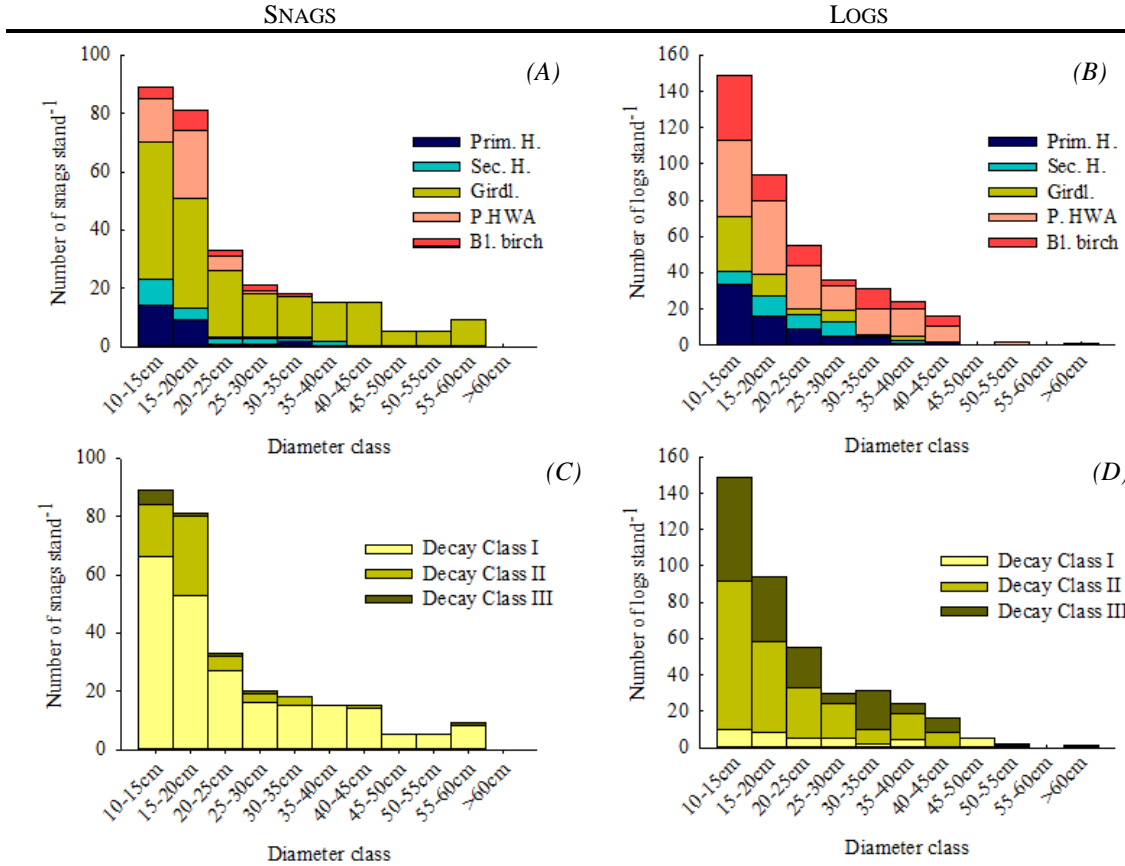 SNAGS
LOGS
(A)
100
80
60
40
20
0
Number of snags stand⁻¹
Prim. H.
Sec. H.
Girdl.
P.HWA
Bl. birch
10-15cm
15-20cm
20-25cm
25-30cm
30-35cm
35-40cm
40-45cm
45-50cm
50-55cm
55-60cm
>60cm
Diameter class
(B)
160
140
120
100
80
60
40
20
0
Number of logs stand⁻¹
Prim. H.
Sec. H.
Girdl.
P. HWA
Bl. birch
10-15cm
15-20cm
20-25cm
25-30cm
30-35cm
35-40cm
40-45cm
45-50cm
50-55cm
55-60cm
>60cm
Diameter class
(C)
100
80
60
40
20
0
Number of snags stand⁻¹
Decay Class I
Decay Class II
Decay Class III
10-15cm
15-20cm
20-25cm
25-30cm
30-35cm
35-40cm
40-45cm
45-50cm
50-55cm
55-60cm
>60cm
Diameter class
(D)
160
140
120
100
80
60
40
20
0
Number of logs stand⁻¹
Decay Class I
Decay Class II
Decay Class III
10-15cm
15-20cm
20-25cm
25-30cm
30-35cm
35-40cm
40-45cm
45-50cm
50-55cm
55-60cm
>60cm
Diameter class